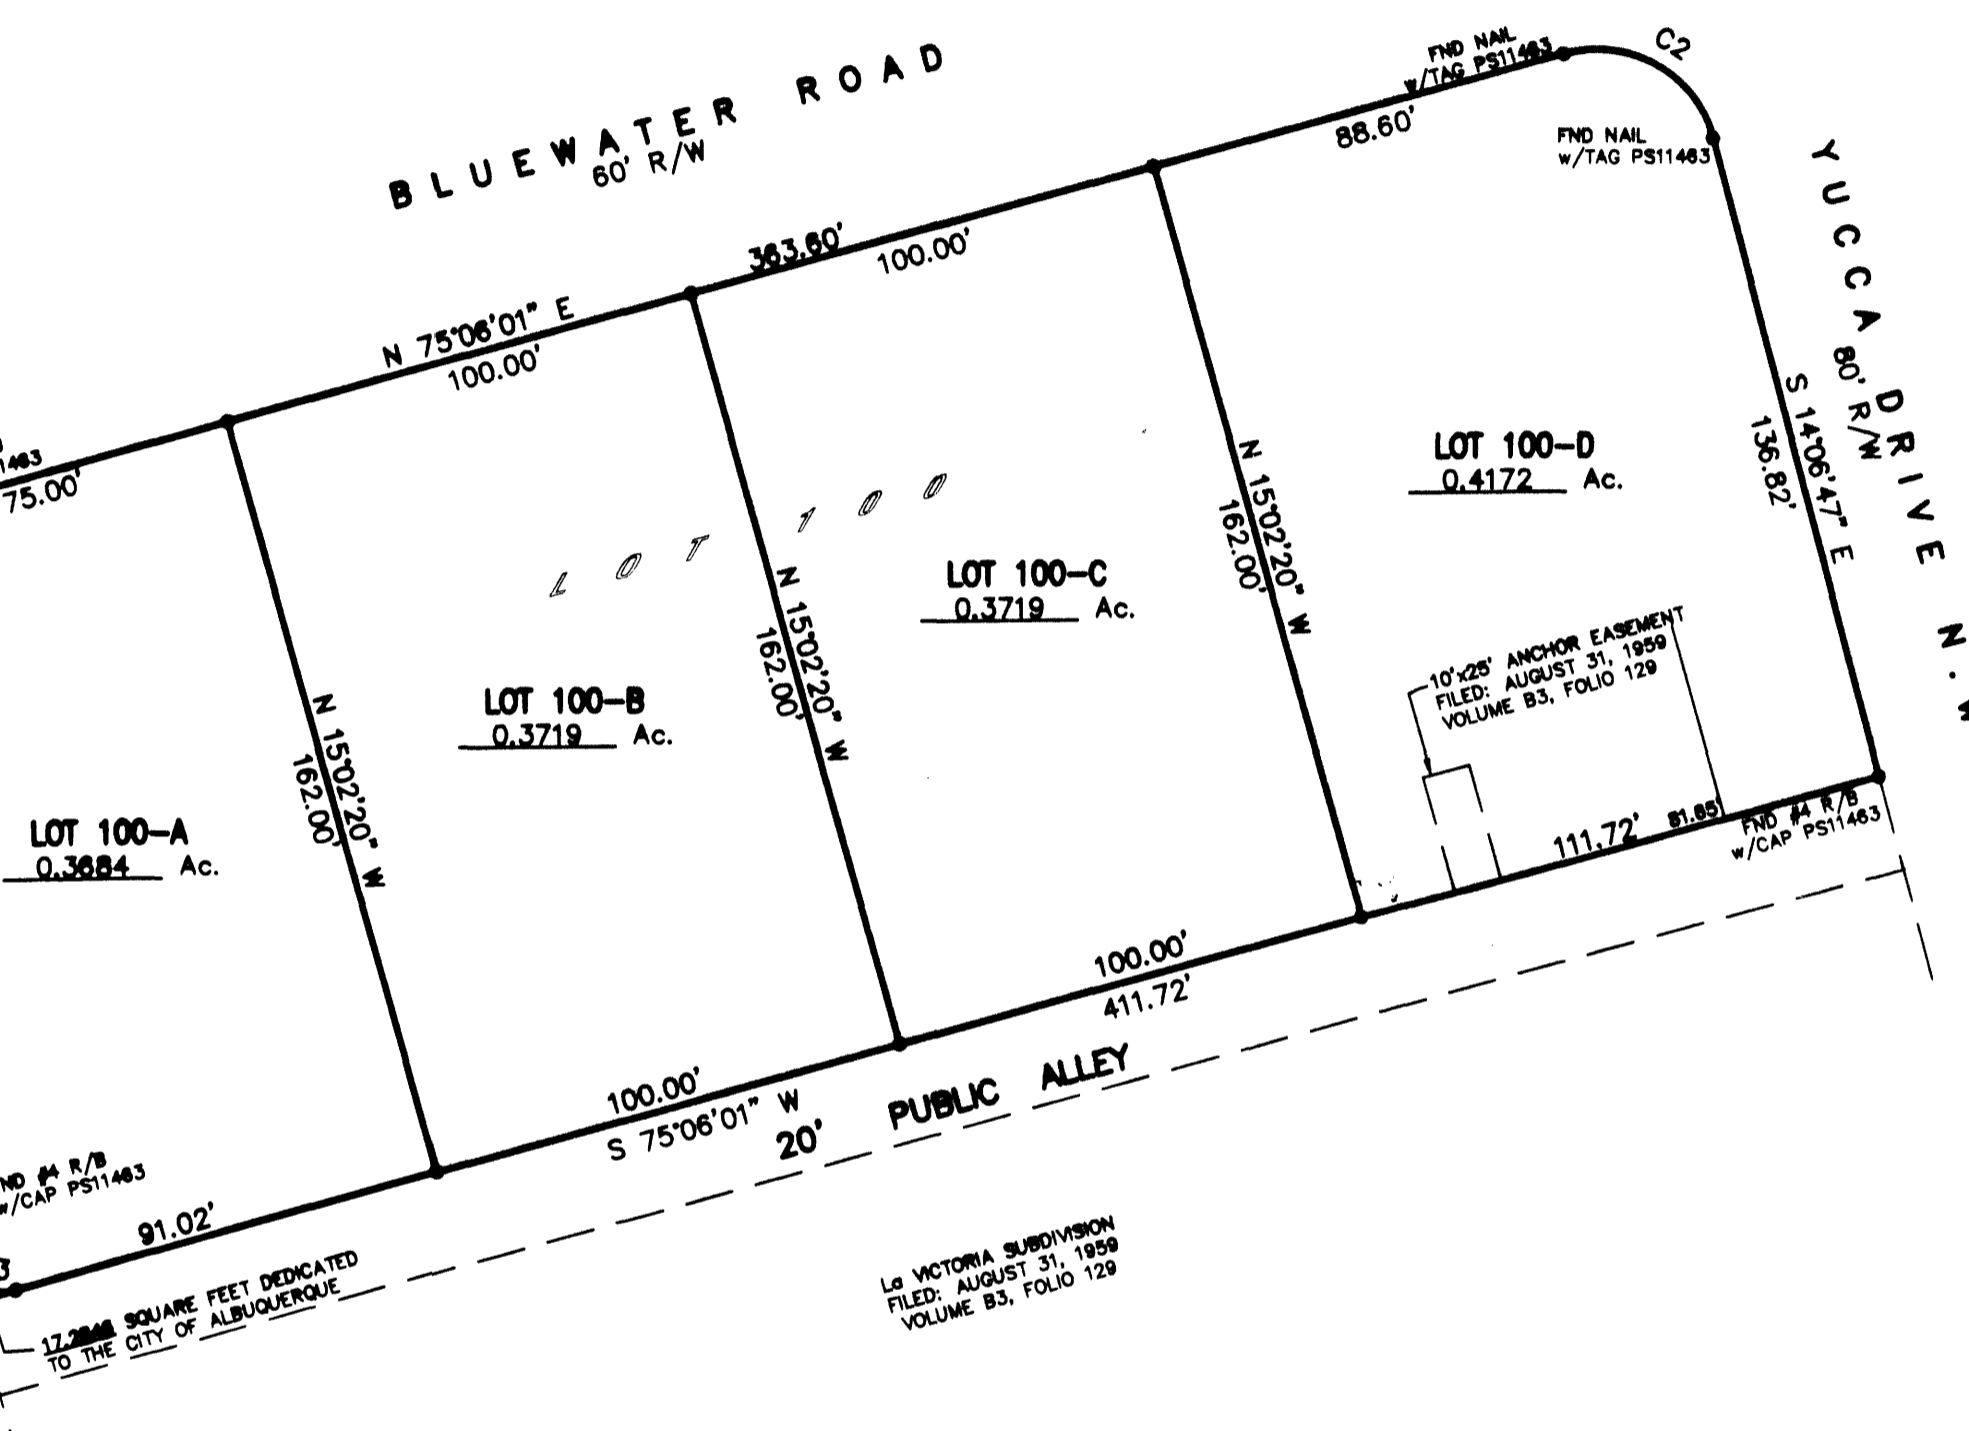 BLUEWATER ROAD
60' R/W
FND NAIL
w/TAG PS11463
C2
88.60'
FND NAIL
w/TAG PS11463
YUCCA DRIVE N.W
80' R/W
S 14°06'47" E
136.82'
363.60'
100.00'
N 75°06'01" E
100.00'
1463
75.00'
LOT 100
LOT 100-D
0.4172 Ac.
N 15°02'20" W
162.00'
LOT 100-C
0.3719 Ac.
N 15°02'20" W
162.00'
LOT 100-B
0.3719 Ac.
N 15°02'20" W
162.00'
LOT 100-A
0.3684 Ac.
10'x25' ANCHOR EASEMENT
FILED: AUGUST 31, 1959
VOLUME B3, FOLIO 129
111.72'
FND #4 R/B
w/CAP PS11463
100.00'
411.72'
100.00'
S 75°06'01" W
20' PUBLIC ALLEY
ND #4 R/B
w/CAP PS11463
91.02'
3
SQUARE FEET DEDICATED
TO THE CITY OF ALBUQUERQUE
La VICTORIA SUBDIVISION
FILED: AUGUST 31, 1959
VOLUME B3, FOLIO 129